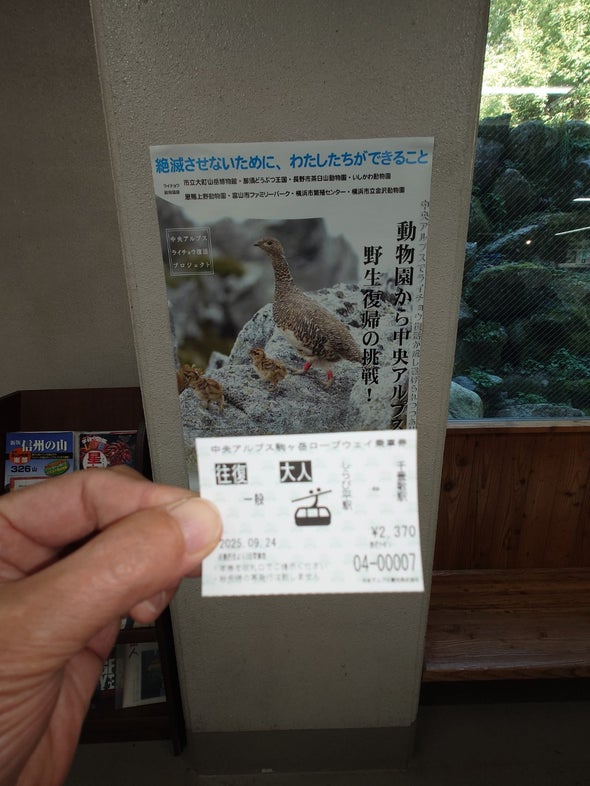 絶滅させないために、わたしたちができること
ライチョウ
市立大町山岳博物館・那須どうぶつ王国・長野市茶臼山動物園・いしかわ動物園
恩賜上野動物園・富山市ファミリーパーク・横浜市繁殖センター・横浜市立金沢動物園
中央アルプス
ライチョウ復活
プロジェクト
動物園から中央アルプス
野生復帰の挑戦！
信州の山
326山
中央アルプス駒ヶ岳ロープウェイ乗車券
往復
大人
一般
しらび平駅
↔
千畳敷駅
¥2,370
2025.09.24
04-00007